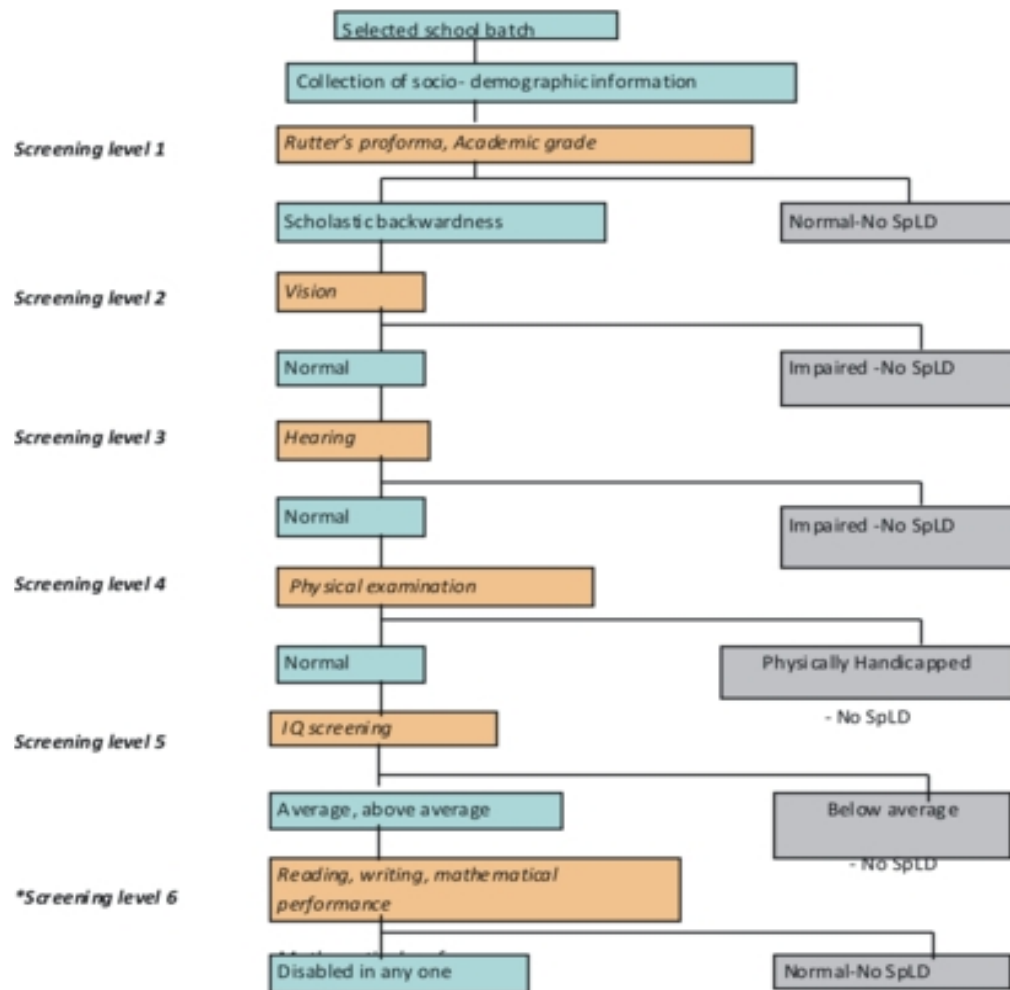 Selected school batch
Collection of socio- demographic information
Screening level 1
Rutter's proforma, Academic grade
Scholastic backwardness
Normal-No SpLD
Screening level 2
Vision
Normal
Impaired -No SpLD
Screening level 3
Hearing
Normal
Impaired -No SpLD
Screening level 4
Physical examination
Normal
Physically Handicapped
- No SpLD
Screening level 5
IQ screening
Average, above average
Below average
- No SpLD
*Screening level 6
Reading, writing, mathematical
performance
Disabled in any one
Normal-No SpLD